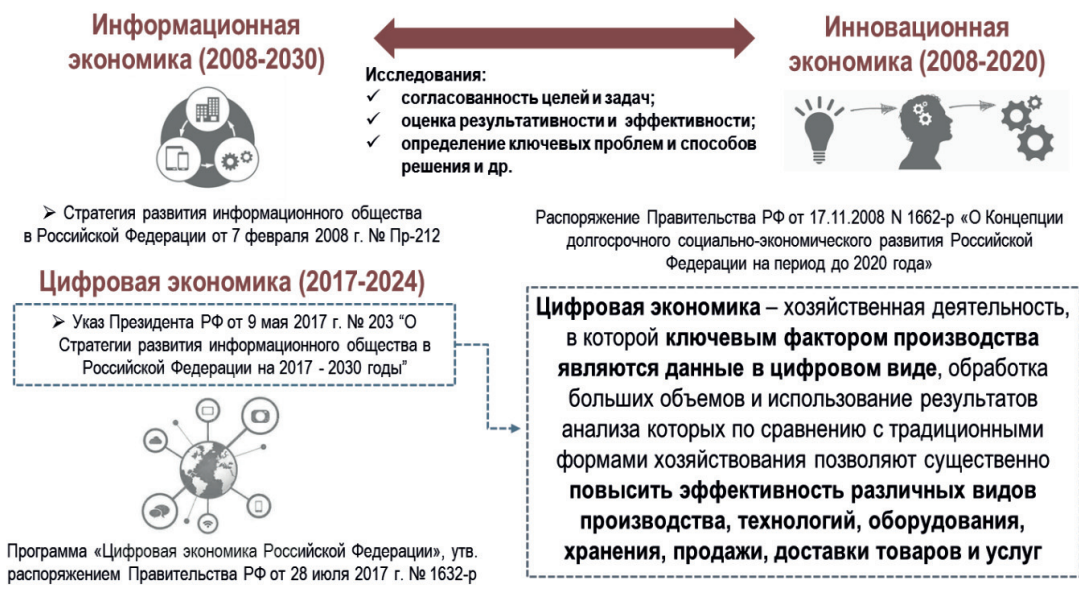 Информационная
экономика (2008-2030)
Исследования:
✓ согласованность целей и задач;
✓ оценка результативности и эффективности;
✓ определение ключевых проблем и способов
решения и др.
Инновационная
экономика (2008-2020)
➢ Стратегия развития информационного общества
в Российской Федерации от 7 февраля 2008 г. № Пр-212
Распоряжение Правительства РФ от 17.11.2008 N 1662-р «О Концепции
долгосрочного социально-экономического развития Российской
Федерации на период до 2020 года»
Цифровая экономика (2017-2024)
➢ Указ Президента РФ от 9 мая 2017 г. № 203 “О
Стратегии развития информационного общества в
Российской Федерации на 2017 - 2030 годы”
Цифровая экономика – хозяйственная деятельность,
в которой ключевым фактором производства
являются данные в цифровом виде, обработка
больших объемов и использование результатов
анализа которых по сравнению с традиционными
формами хозяйствования позволяют существенно
повысить эффективность различных видов
производства, технологий, оборудования,
хранения, продажи, доставки товаров и услуг
Программа «Цифровая экономика Российской Федерации», утв.
распоряжением Правительства РФ от 28 июля 2017 г. № 1632-р